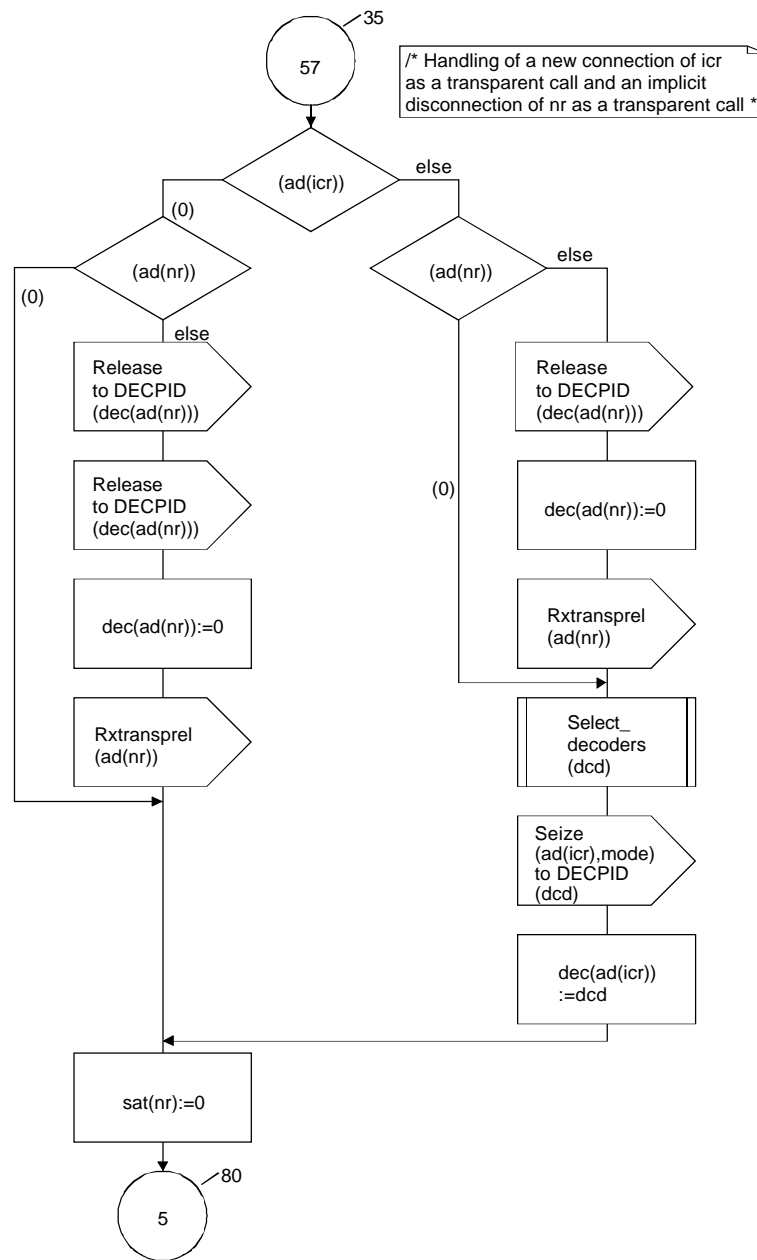 35
57
/* Handling of a new connection of icr
as a transparent call and an implicit
disconnection of nr as a transparent call *
(ad(icr))
else
(0)
(ad(nr))
(0)
else
(ad(nr))
else
(0)
Release
to DECPID
(dec(ad(nr)))
Release
to DECPID
(dec(ad(nr)))
dec(ad(nr)):=0
Rxtransprel
(ad(nr))
Release
to DECPID
(dec(ad(nr)))
dec(ad(nr)):=0
Rxtransprel
(ad(nr))
Select_
decoders
(dcd)
Seize
(ad(icr),mode)
to DECPID
(dcd)
dec(ad(icr))
:=dcd
sat(nr):=0
80
5